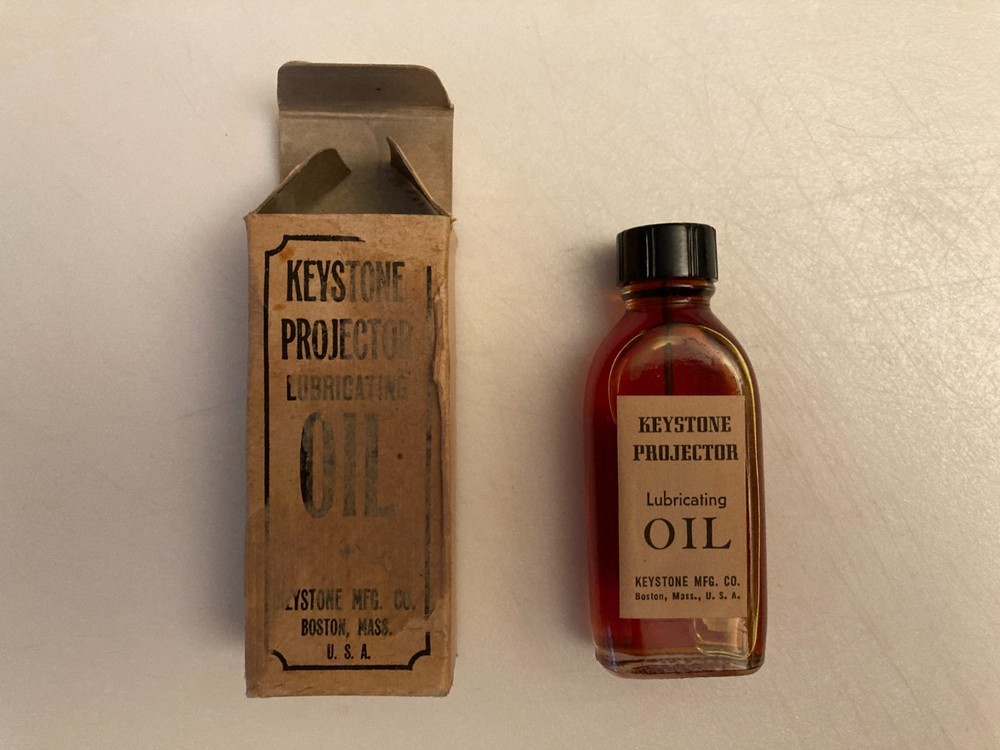 KEYSTONE
PROJECTOR
LUBRICATING
OIL
KEYSTONE MFG. CO.
BOSTON, MASS.
U. S. A.
KEYSTONE
PROJECTOR
Lubricating
OIL
KEYSTONE MFG. CO.
Boston, Mass., U. S. A.